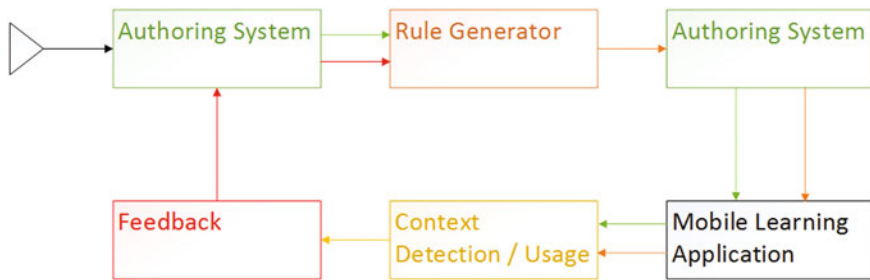 Authoring System
Rule Generator
Authoring System
Feedback
Context
Detection / Usage
Mobile Learning
Application